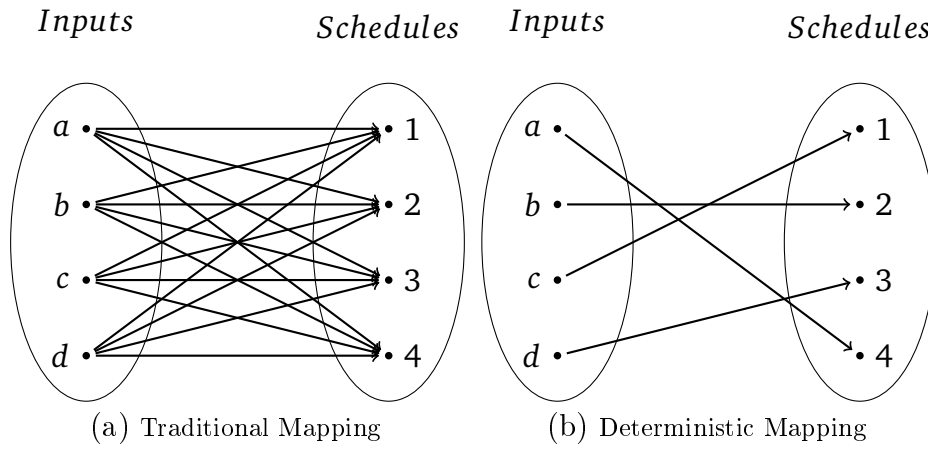 Inputs Schedules
a 1
b 2
c 3
d 4
(a) Traditional Mapping
Inputs Schedules
a 1
b 2
c 3
d 4
(b) Deterministic Mapping